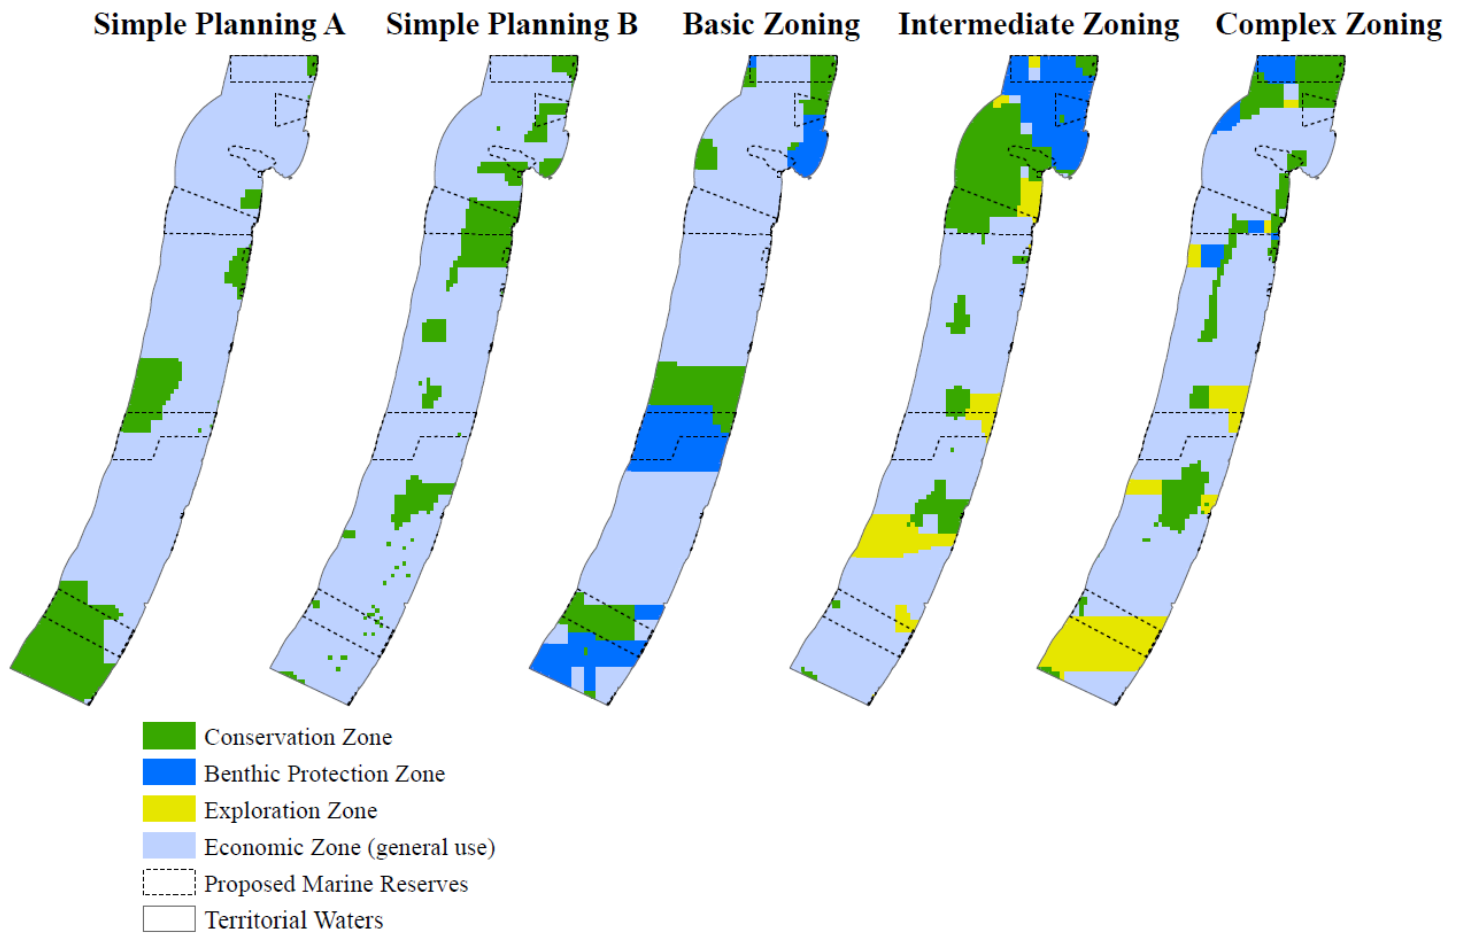 Simple Planning A
Simple Planning B
Basic Zoning
Intermediate Zoning
Complex Zoning
Conservation Zone
Benthic Protection Zone
Exploration Zone
Economic Zone (general use)
Proposed Marine Reserves
Territorial Waters